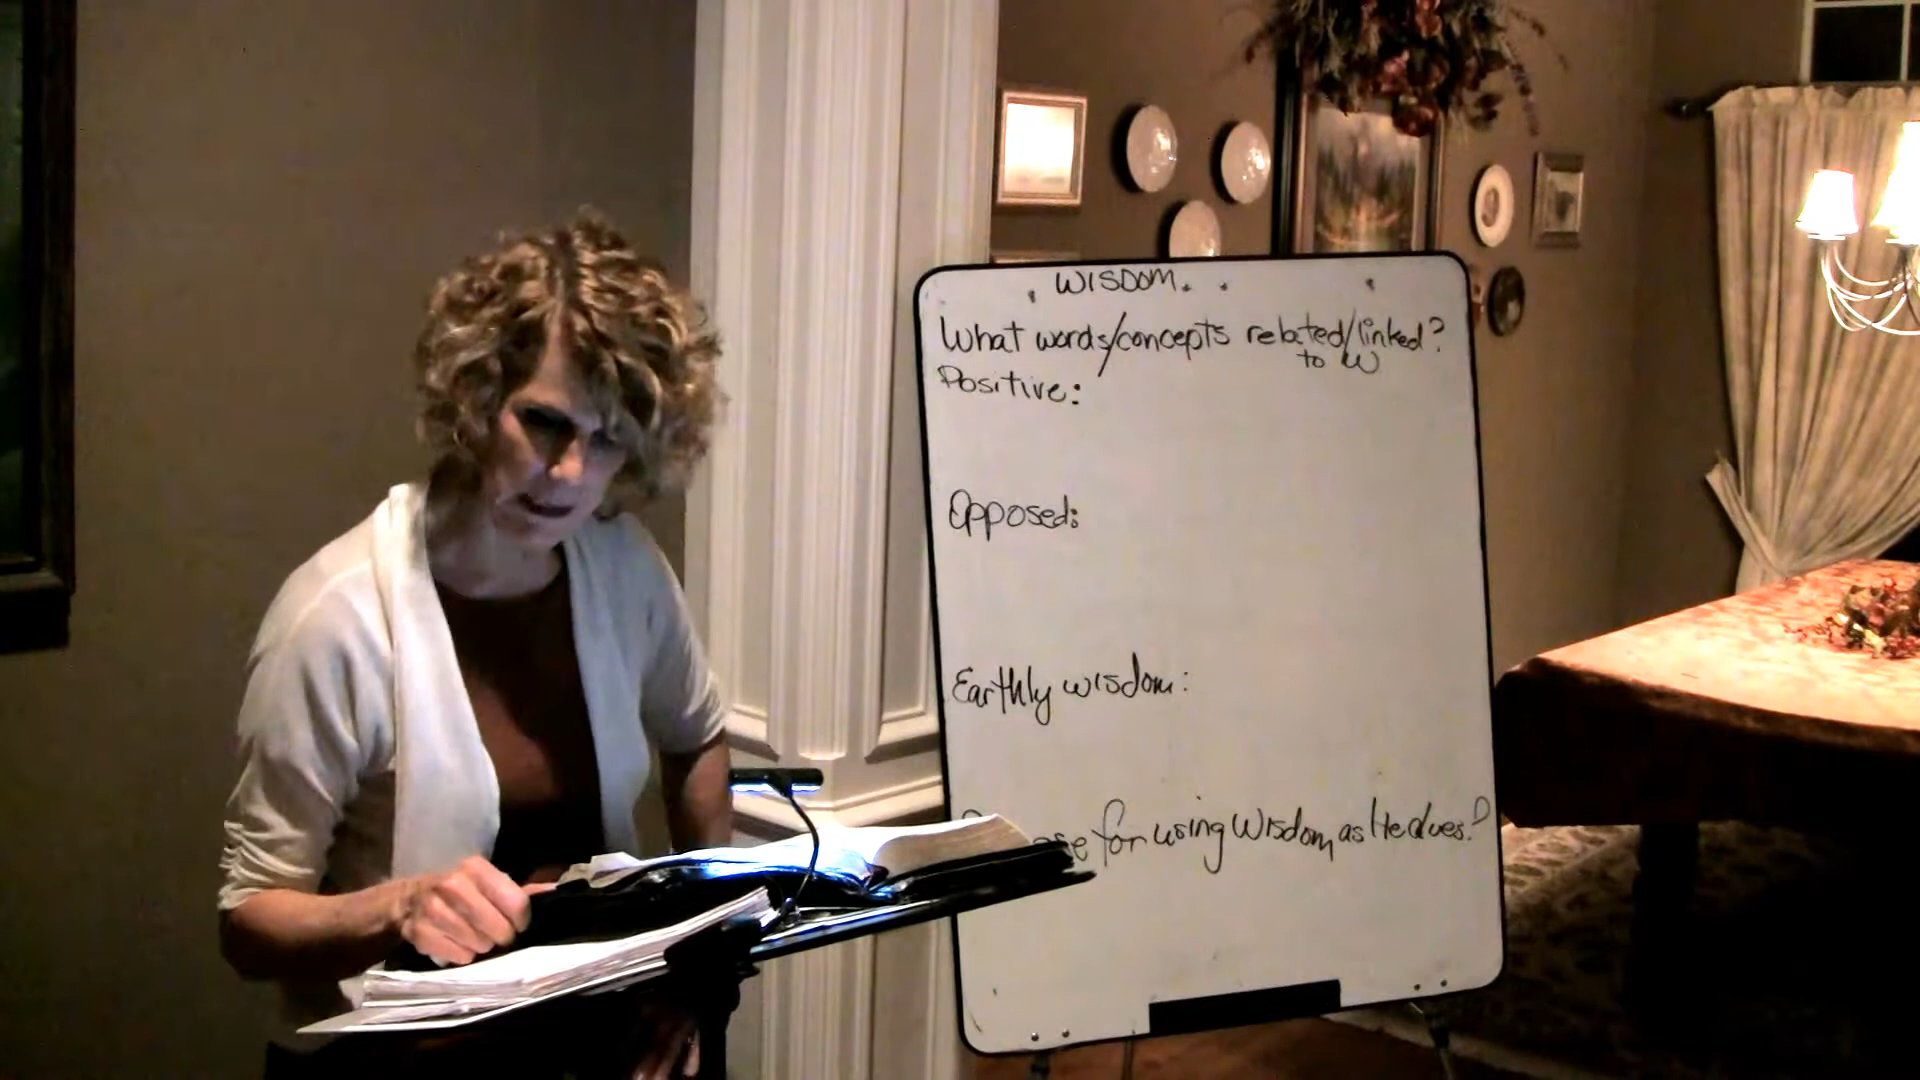 WISDOM
What words/concepts related/linked?
to W
Positive:
Opposed:
Earthly wisdom:
for using Wisdom as He does?